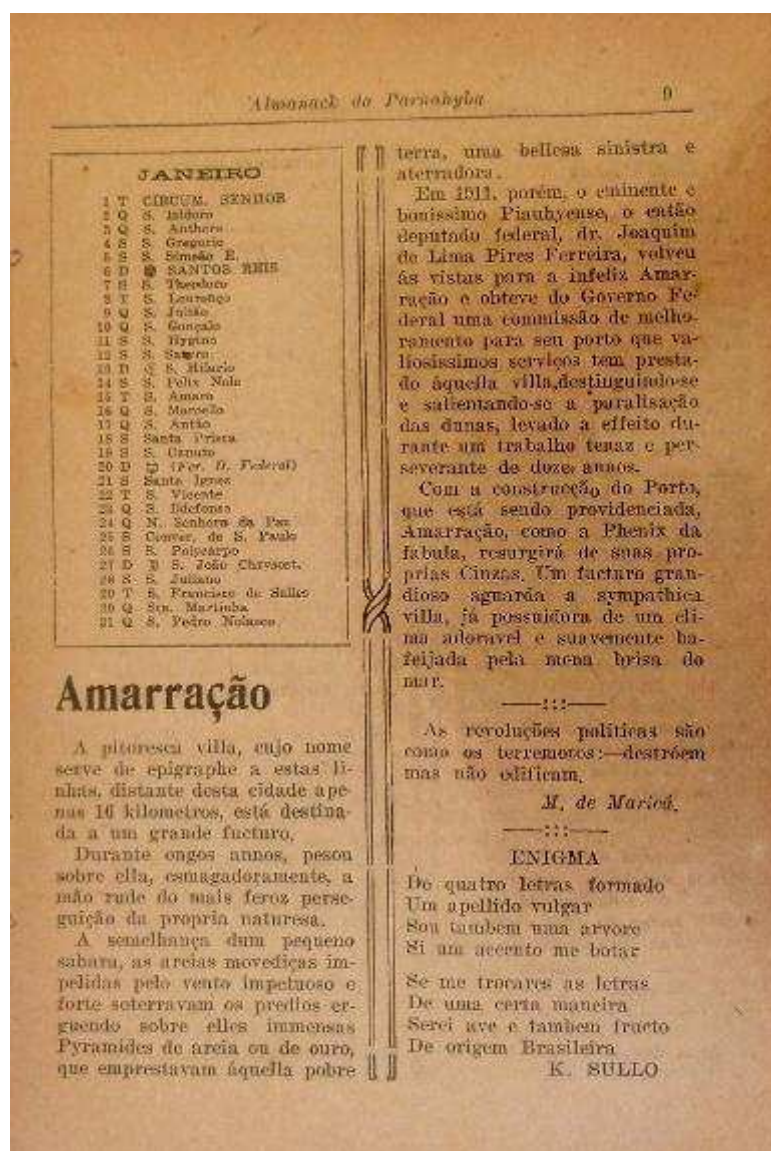 Almanack da Parnahyba
9
JANEIRO
1 T CIRCUM. SENHOR
2 Q S. Isidoro
3 Q S. Anthero
4 S S. Gregorio
5 S S. Simeão E.
6 D SANTOS REIS
7 S S. Theodoro
8 T S. Lourenço
9 Q S. Julião
10 Q S. Gonçalo
11 S S. Hygino
12 S S. Satyro
13 D S. Hilario
14 S S. Felix Nola
15 T S. Amaro
16 Q S. Marcello
17 Q S. Antão
18 S Santa Prisca
19 S S. Canuto
20 D (Fer. D. Federal)
21 S Santa Ignez
22 T S. Vicente
23 Q S. Ildefonso
24 Q N. Senhora da Paz
25 S Conver. de S. Paulo
26 S S. Polycarpo
27 D S. João Chrysost.
28 S S. Juliano
29 T S. Francisco de Salles
30 Q Sta. Martinha
31 Q S. Pedro Nolasco
Amarração
A pitoresca villa, cujo nome
serve de epigraphe a estas li-
nhas, distante desta cidade ape-
nas 16 kilometros, está destina-
da a um grande fucturo.
Durante ongos annos, pesou
sobre ella, esmagadoramente, a
mão rude do mais feroz perse-
guição da propria naturesa.
A semelhança dum pequeno
sahara, as areias movediças im-
pelidas pelo vento impetuoso e
forte soterravam os predios er-
guendo sobre elles immensas
Pyramides de areia ou de ouro,
que emprestavam áquella pobre
terra, uma bellesa sinistra e
aterradora.
Em 1911, porém, o eminente e
bonissimo Piauhyense, o então
deputado federal, dr. Joaquim
de Lima Pires Ferreira, volveu
ás vistas para a infeliz Amar-
ração e obteve do Governo Fe-
deral uma commissão de melho-
ramento para seu porto que va-
liosissimos serviços tem presta-
do áquella villa,destinguindo-se
e salientando-se a paralisação
das dunas, levado a effeito du-
rante um trabalho tenaz e per-
severante de doze annos.
Com a construcção do Porto,
que está sendo providenciada,
Amarração, como a Phenix da
fabula, resurgirá de suas pro-
prias Cinzas. Um facturo gran-
dioso aguarda a sympathica
villa, já possuidora de um cli-
ma adoravel e suavemente ba-
feijada pela mena brisa do
mar.
——:::——
As revoluções politicas são
como os terremotos:—destróem
mas não edificam.
M. de Maricá.
——:::——
ENIGMA
De quatro letras formado
Um apellido vulgar
Sou tambem uma arvore
Si um accento me botar
Se me trocares as letras
De uma certa maneira
Serei ave e tambem fructo
De origem Brasileira
K. SULLO